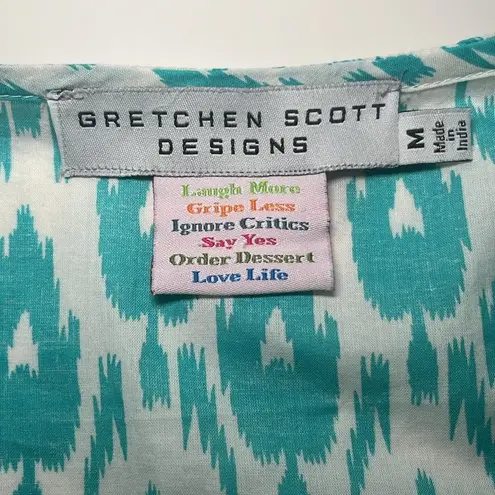 GRETCHEN SCOTT
DESIGNS
M
Made
in
India
Laugh More
Gripe Less
Ignore Critics
Say Yes
Order Dessert
Love Life